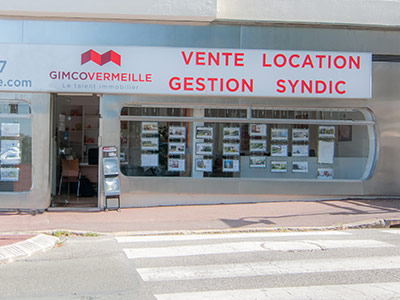 7
e.com
GIMCOVERMEILLE
Le talent immobilier
VENTE LOCATION
GESTION SYNDIC